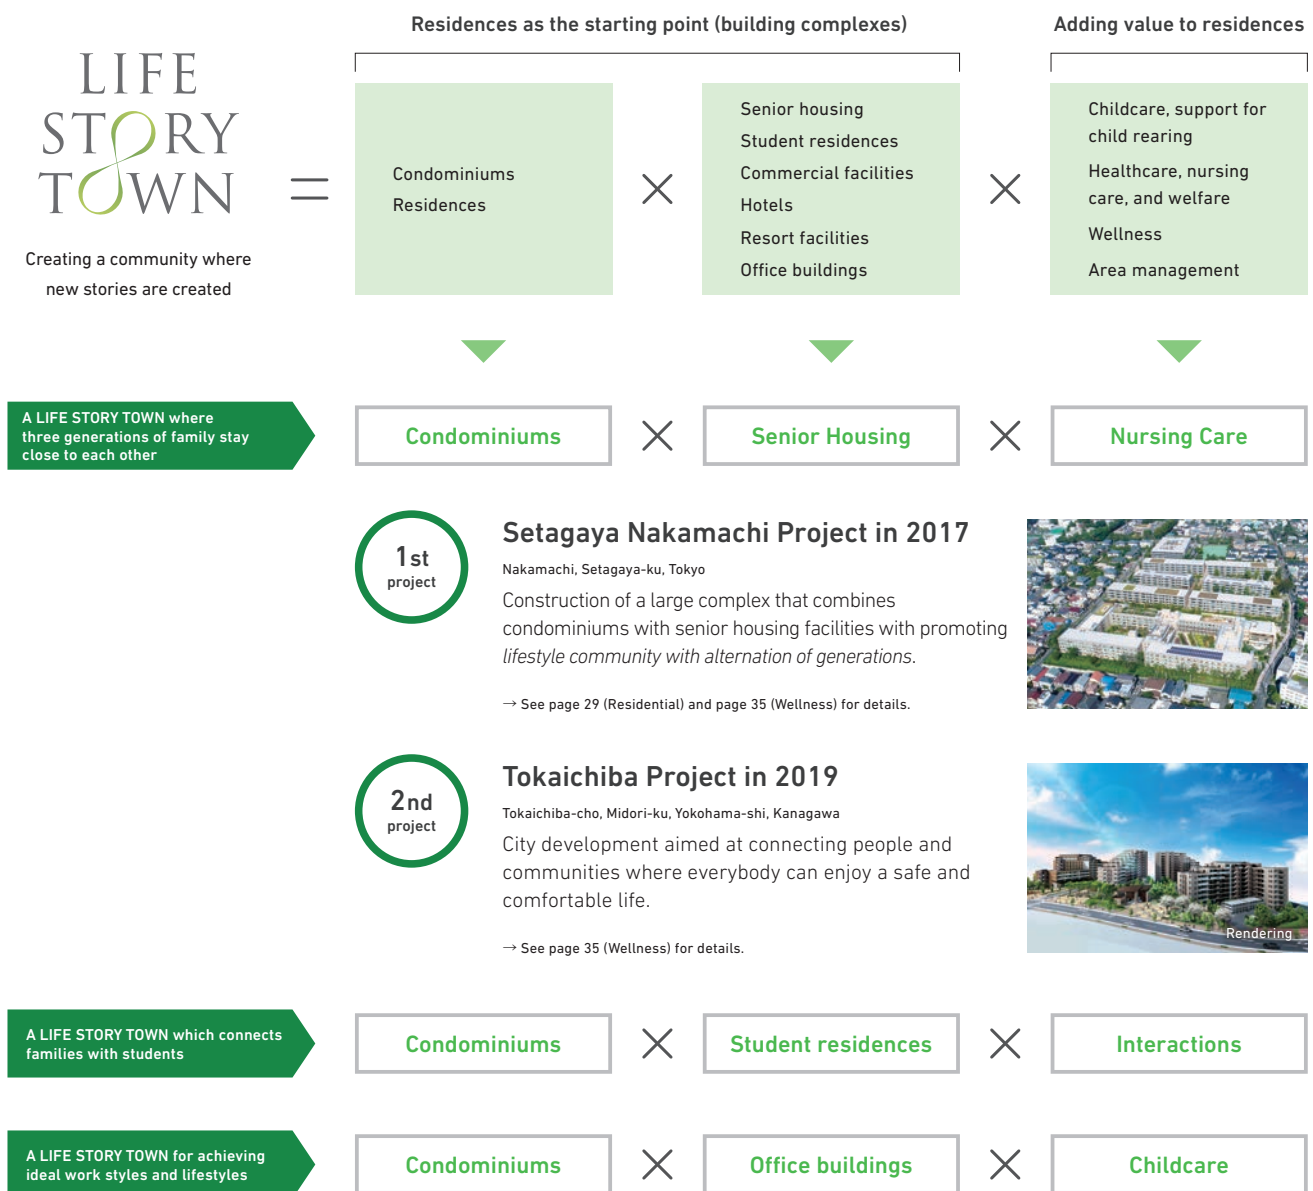 Residences as the starting point (building complexes)
Adding value to residences
LIFE
STORY
TOWN
Creating a community where
new stories are created
=
Condominiums
Residences
×
Senior housing
Student residences
Commercial facilities
Hotels
Resort facilities
Office buildings
×
Childcare, support for
child rearing
Healthcare, nursing
care, and welfare
Wellness
Area management
A LIFE STORY TOWN where
three generations of family stay
close to each other
Condominiums
×
Senior Housing
×
Nursing Care
1st
project
Setagaya Nakamachi Project in 2017
Nakamachi, Setagaya-ku, Tokyo
Construction of a large complex that combines
condominiums with senior housing facilities with promoting
lifestyle community with alternation of generations.
→ See page 29 (Residential) and page 35 (Wellness) for details.
2nd
project
Tokaichiba Project in 2019
Tokaichiba-cho, Midori-ku, Yokohama-shi, Kanagawa
City development aimed at connecting people and
communities where everybody can enjoy a safe and
comfortable life.
→ See page 35 (Wellness) for details.
Rendering
A LIFE STORY TOWN which connects
families with students
Condominiums
×
Student residences
×
Interactions
A LIFE STORY TOWN for achieving
ideal work styles and lifestyles
Condominiums
×
Office buildings
×
Childcare